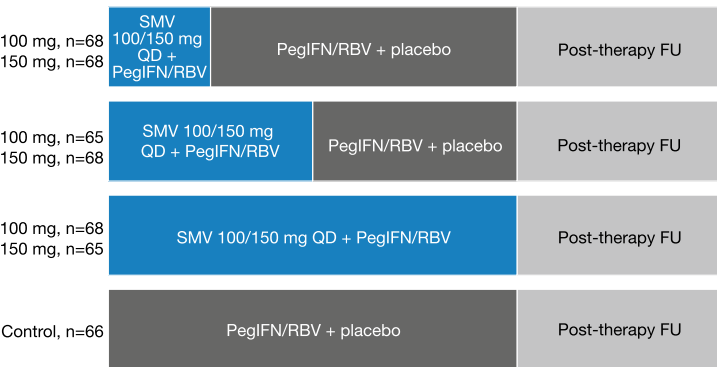 100 mg, n=68
150 mg, n=68
SMV
100/150 mg
QD +
PegIFN/RBV
PegIFN/RBV + placebo
Post-therapy FU
100 mg, n=65
150 mg, n=68
SMV 100/150 mg
QD + PegIFN/RBV
PegIFN/RBV + placebo
Post-therapy FU
100 mg, n=68
150 mg, n=65
SMV 100/150 mg QD + PegIFN/RBV
Post-therapy FU
Control, n=66
PegIFN/RBV + placebo
Post-therapy FU